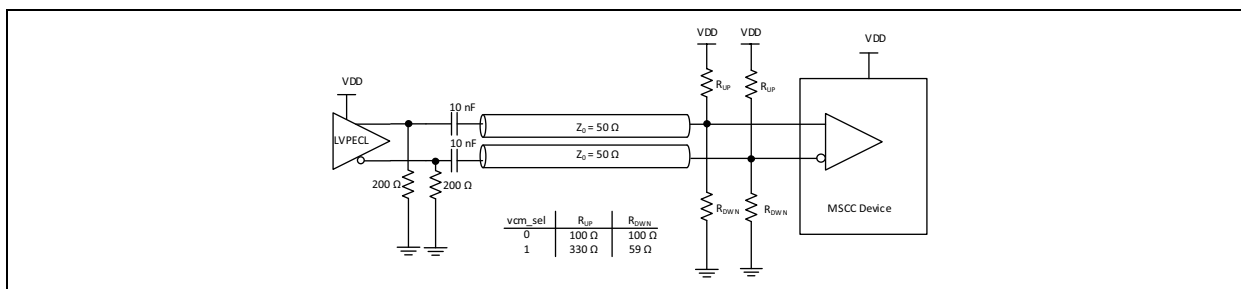 VDD VDD VDD
VDD
R_UP R_UP
10 nF
LVPECL
Z₀ = 50 Ω
10 nF
Z₀ = 50 Ω
200 Ω 200 Ω
R_DWN R_DWN
MSCC Device
vcm_sel R_UP R_DWN
0 100 Ω 100 Ω
1 330 Ω 59 Ω